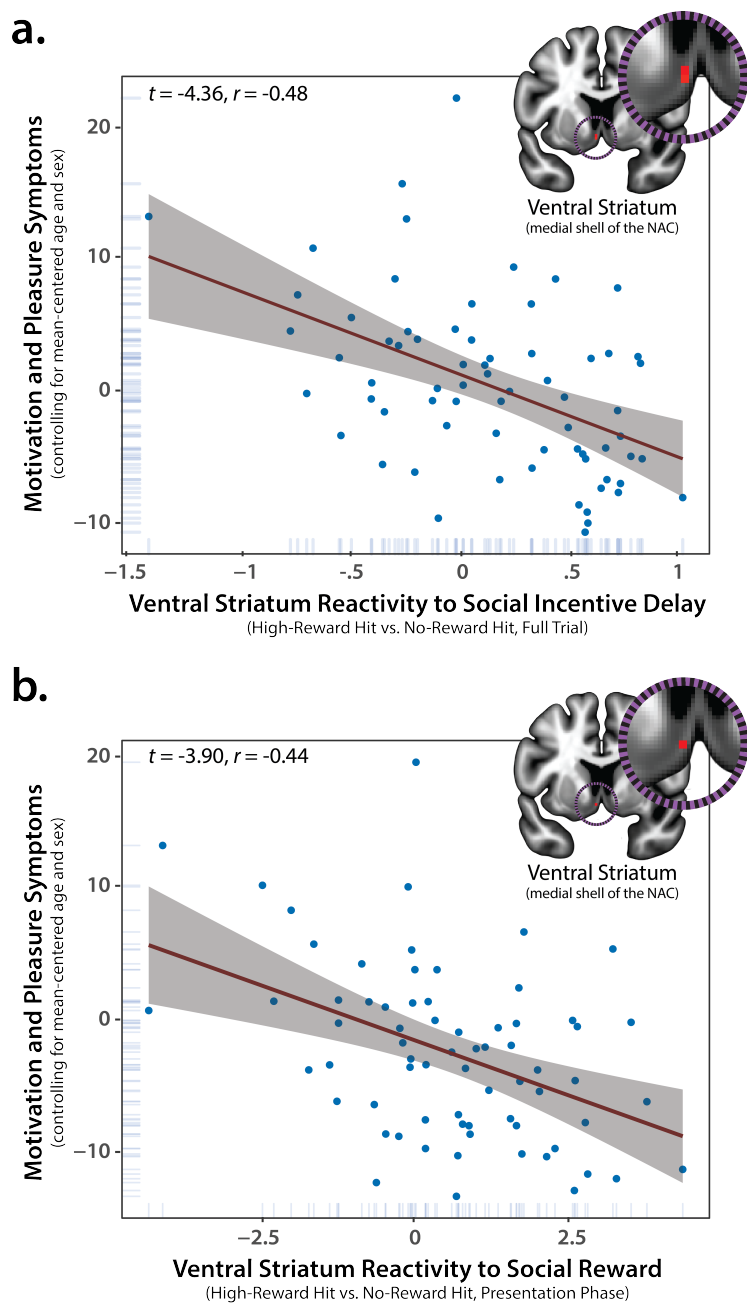 a.
t = -4.36, r = -0.48
Ventral Striatum
(medial shell of the NAC)
Motivation and Pleasure Symptoms
(controlling for mean-centered age and sex)
20
10
0
−10
−1.5
−1
-.5
0
.5
1
Ventral Striatum Reactivity to Social Incentive Delay
(High-Reward Hit vs. No-Reward Hit, Full Trial)
b.
t = -3.90, r = -0.44
Ventral Striatum
(medial shell of the NAC)
Motivation and Pleasure Symptoms
(controlling for mean-centered age and sex)
20
10
0
−10
−2.5
0
2.5
Ventral Striatum Reactivity to Social Reward
(High-Reward Hit vs. No-Reward Hit, Presentation Phase)